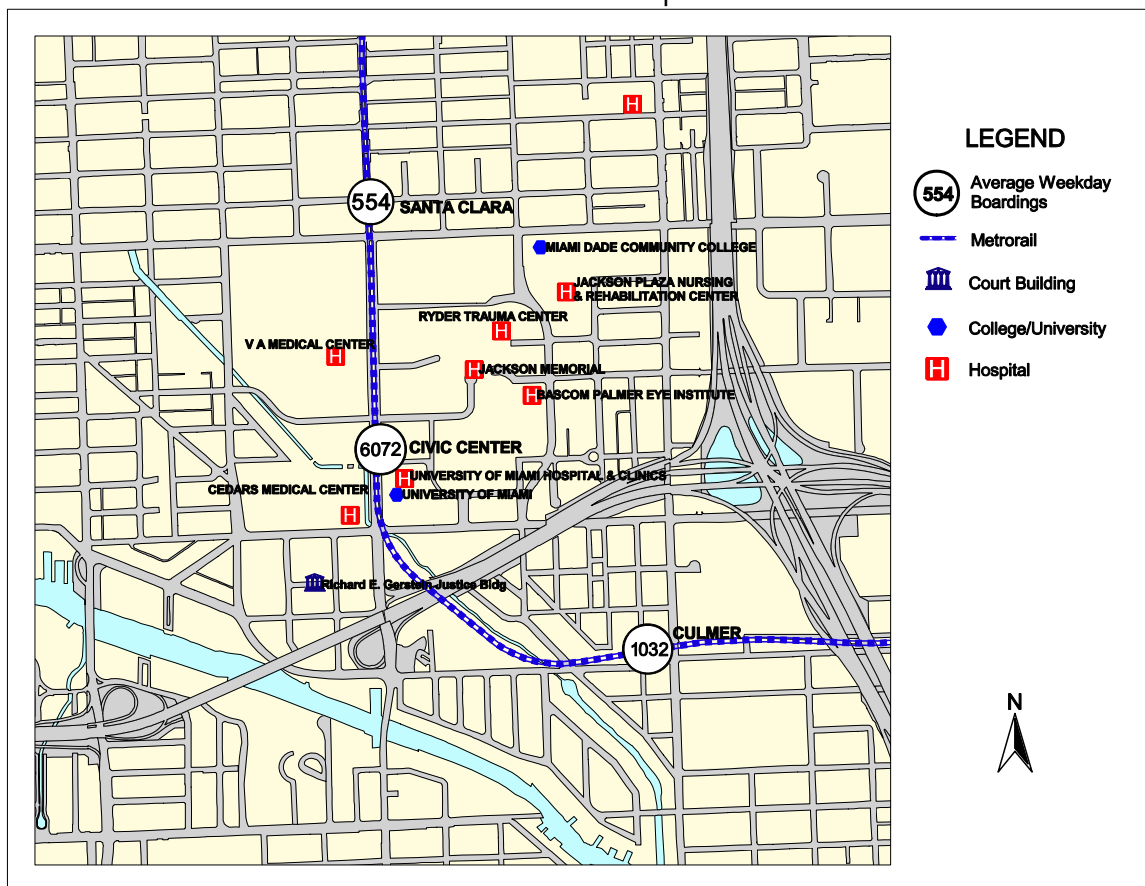 H
554
SANTA CLARA
MIAMI DADE COMMUNITY COLLEGE
H
JACKSON PLAZA NURSING
& REHABILITATION CENTER
RYDER TRAUMA CENTER
H
V A MEDICAL CENTER
H
H
JACKSON MEMORIAL
H
BASCOM PALMER EYE INSTITUTE
6072
CIVIC CENTER
H
UNIVERSITY OF MIAMI HOSPITAL & CLINICS
CEDARS MEDICAL CENTER
UNIVERSITY OF MIAMI
H
Richard E. Gerstein Justice Bldg
1032
CULMER
LEGEND
554
Average Weekday
Boardings
Metrorail
Court Building
College/University
H
Hospital
N